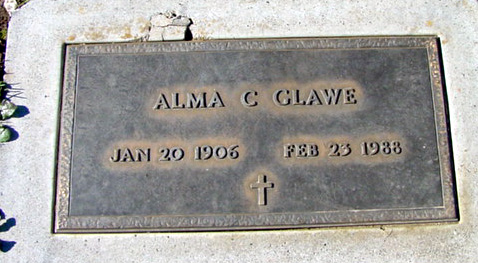 ALMA C GLAWE
JAN 20 1906 FEB 23 1988